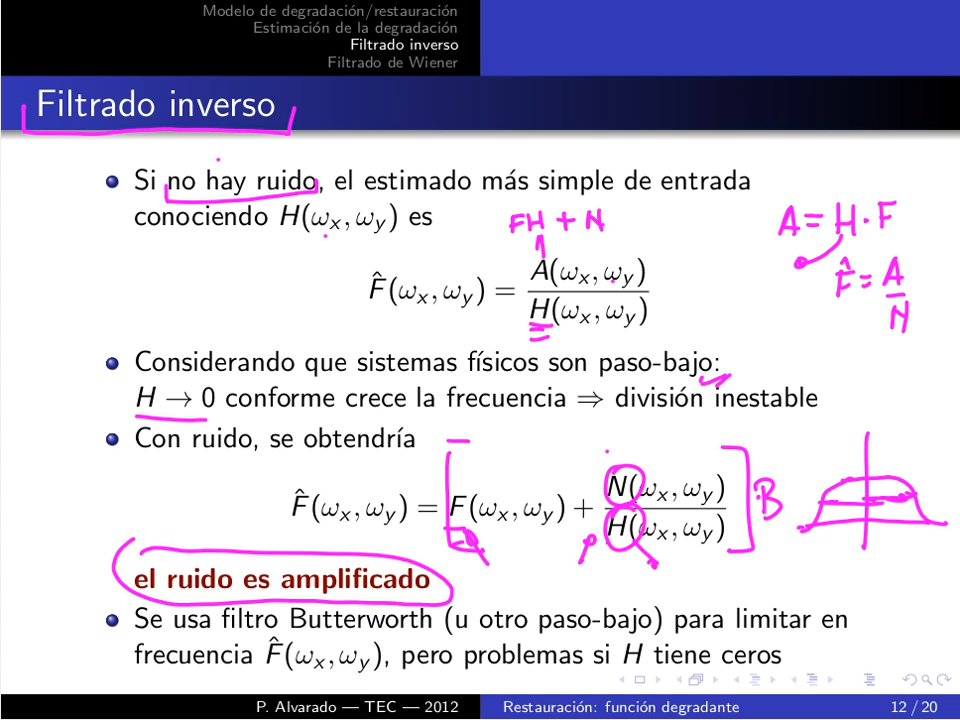 Modelo de degradación/restauración
Estimación de la degradación
Filtrado inverso
Filtrado de Wiener
Filtrado inverso
Si no hay ruido, el estimado más simple de entrada
conociendo H(ωx, ωy) es
FH + N
A = H · F
F̂(ωx, ωy) = A(ωx, ωy) / H(ωx, ωy)
F̂ = A / H
Considerando que sistemas físicos son paso-bajo:
H → 0 conforme crece la frecuencia ⇒ división inestable
Con ruido, se obtendría
F̂(ωx, ωy) = F(ωx, ωy) + N(ωx, ωy) / H(ωx, ωy)
B
el ruido es amplificado
Se usa filtro Butterworth (u otro paso-bajo) para limitar en
frecuencia F̂(ωx, ωy), pero problemas si H tiene ceros
P. Alvarado — TEC — 2012
Restauración: función degradante
12 / 20